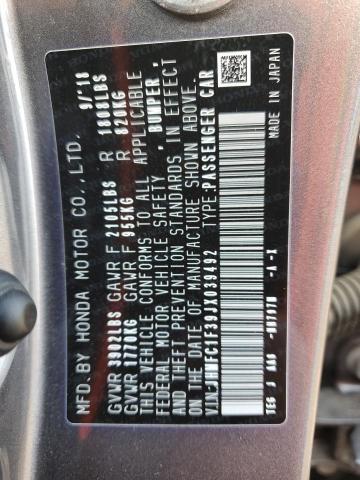 MFD.BY HONDA MOTOR CO.,LTD. 9/'18
GVWR 3902LBS GAWR F 2105LBS R 1808LBS
GVWR 1770KG GAWR F 955KG R 820KG
THIS VEHICLE CONFORMS TO ALL APPLICABLE
FEDERAL MOTOR VEHICLE SAFETY , BUMPER ,
AND THEFT PREVENTION STANDARDS IN EFFECT
ON THE DATE OF MANUFACTURE SHOWN ABOVE.
TYPE:PASSENGER CAR
MADE IN JAPAN